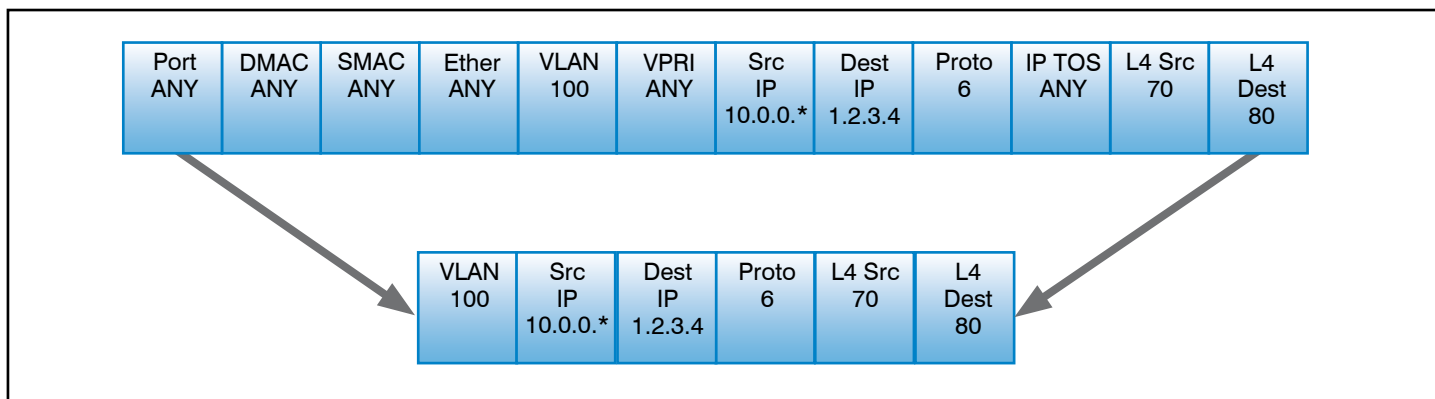 Port
ANY
DMAC
ANY
SMAC
ANY
Ether
ANY
VLAN
100
VPRI
ANY
Src
IP
10.0.0.*
Dest
IP
1.2.3.4
Proto
6
IP TOS
ANY
L4 Src
70
L4
Dest
80
VLAN
100
Src
IP
10.0.0.*
Dest
IP
1.2.3.4
Proto
6
L4 Src
70
L4
Dest
80